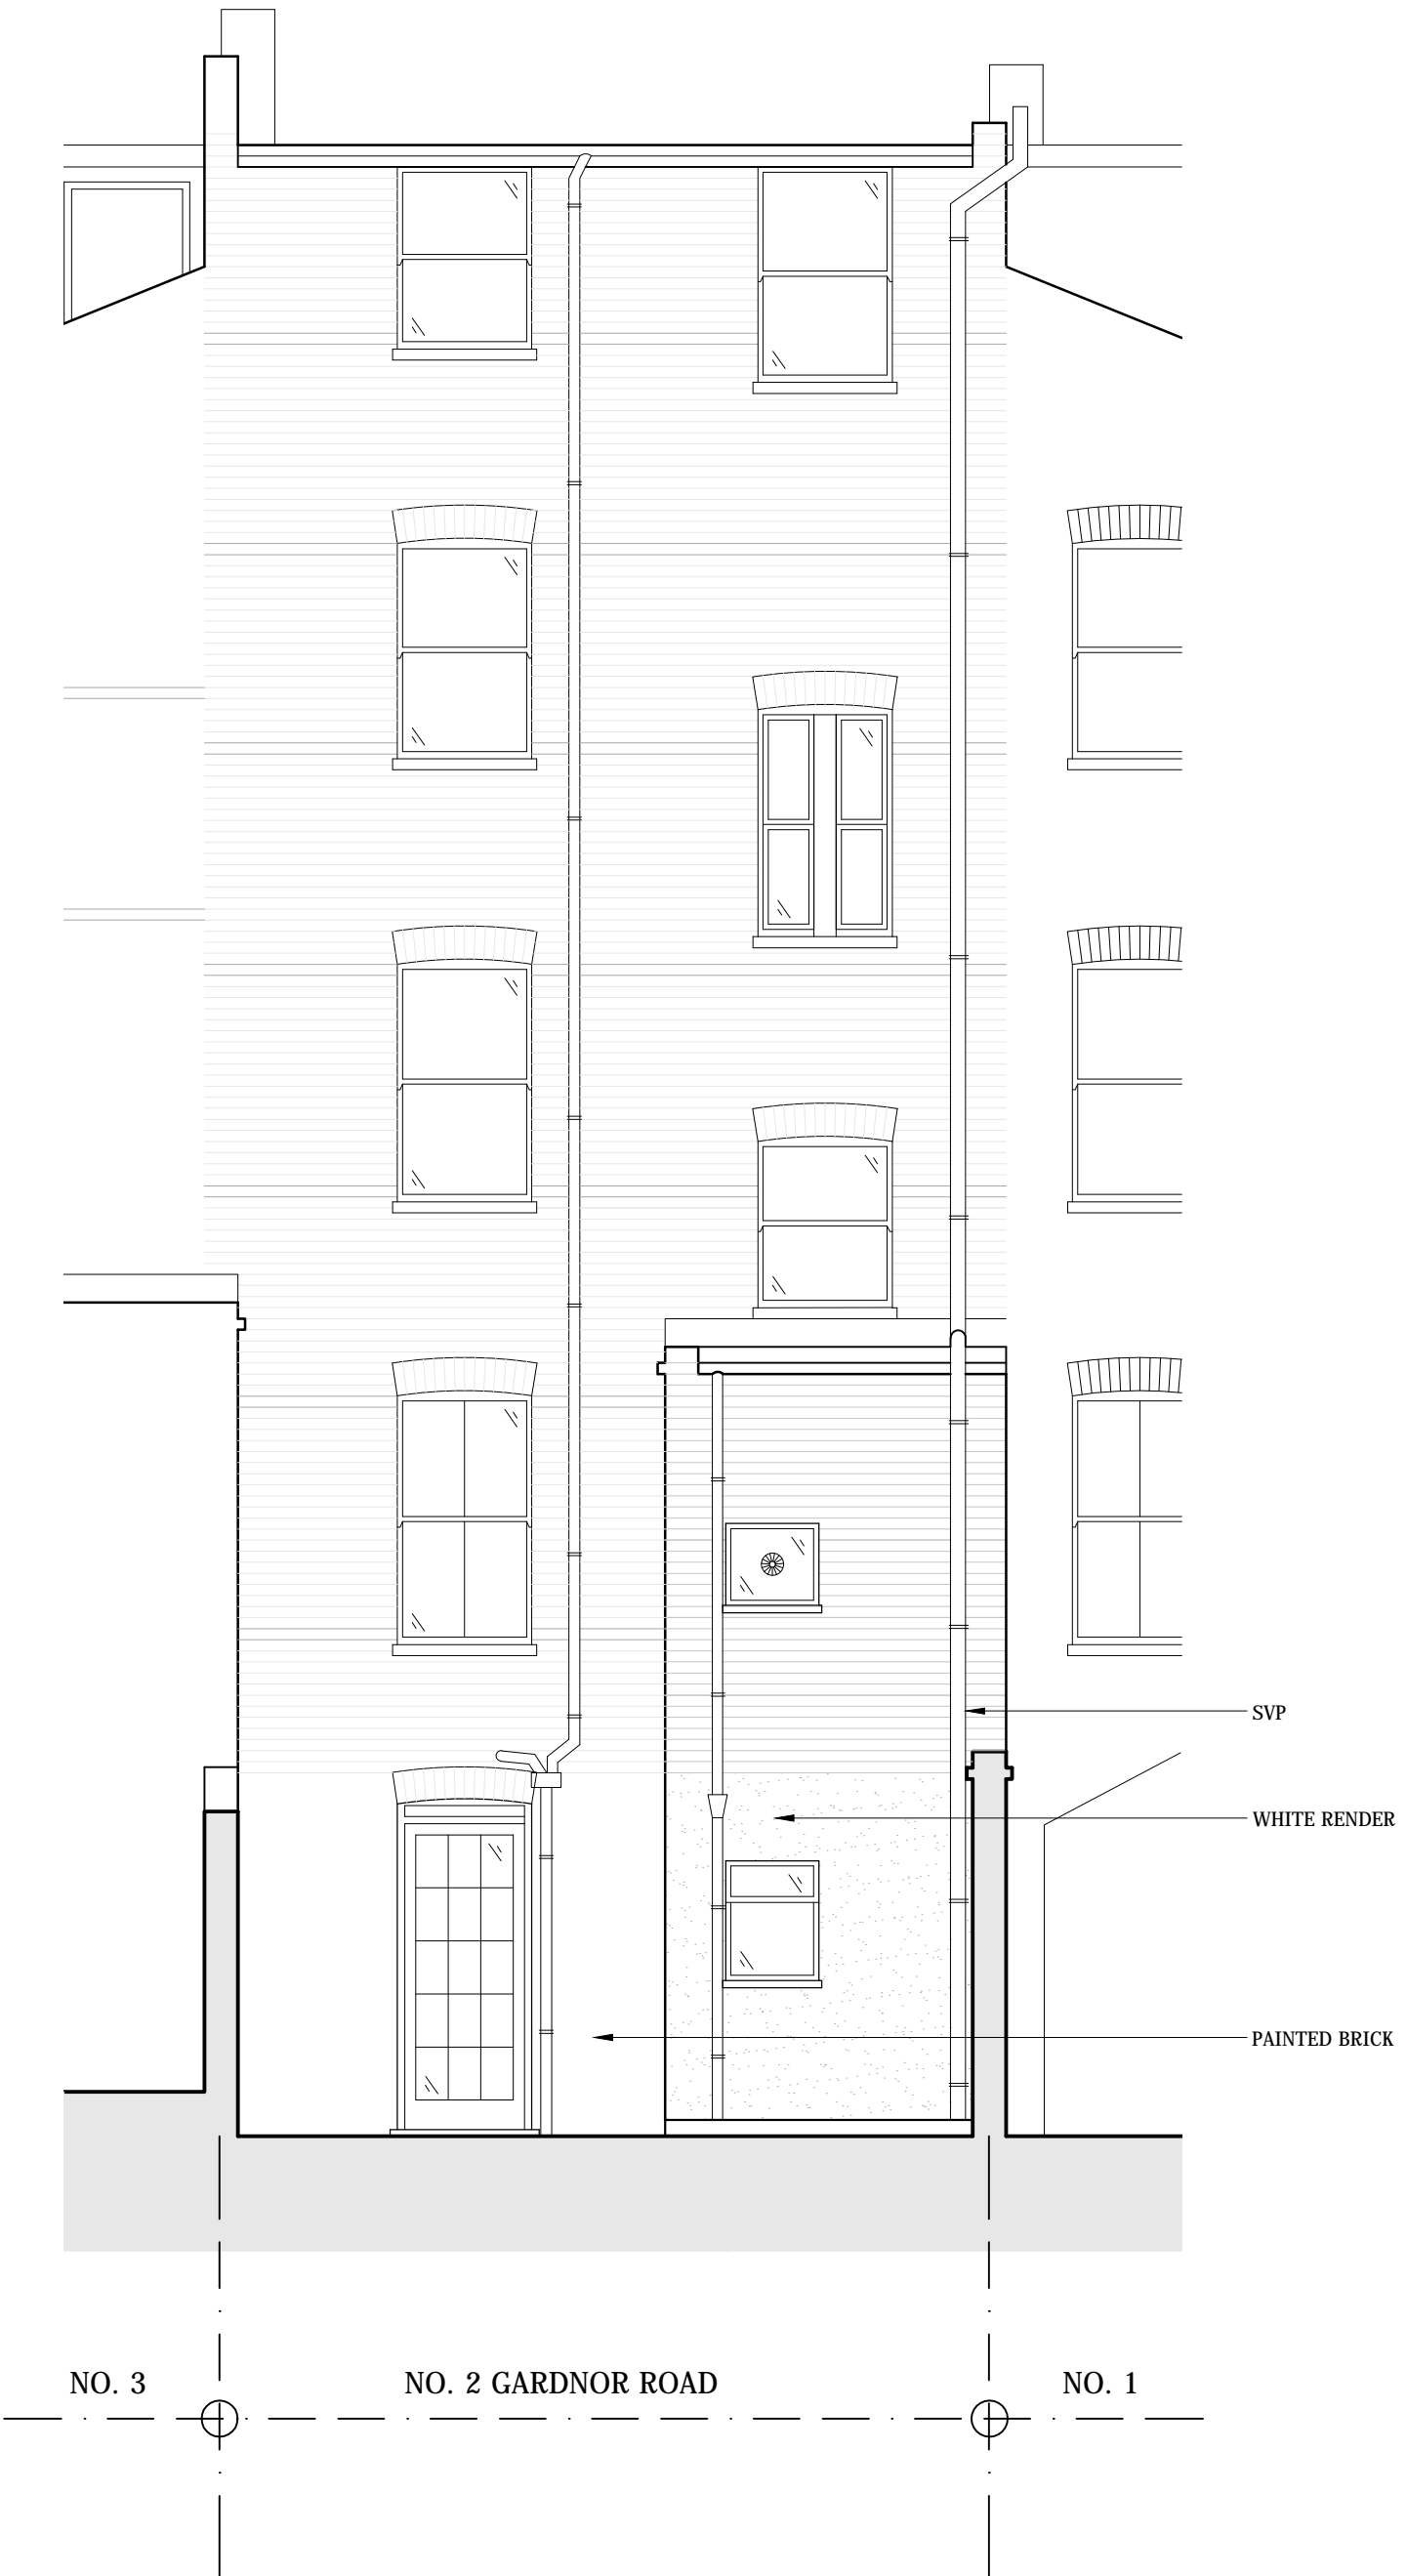 SVP
WHITE RENDER
PAINTED BRICK
NO. 3
NO. 2 GARDNOR ROAD
NO. 1